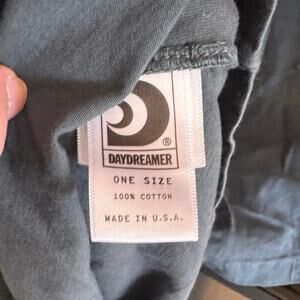 ®
DAYDREAMER
ONE SIZE
100% COTTON
MADE IN U.S.A.